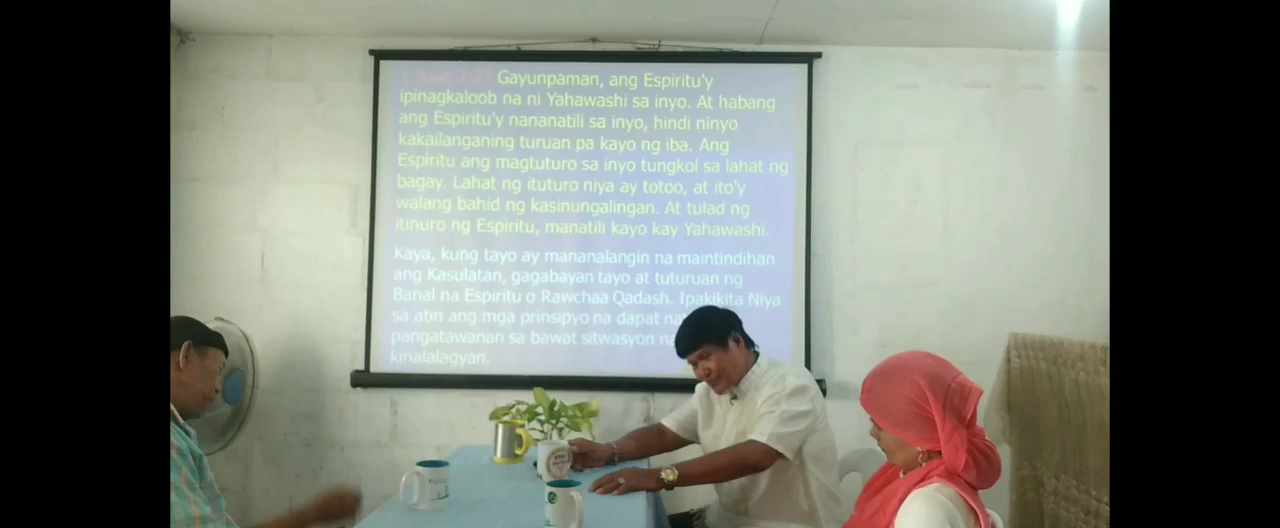 1 Juan 2:27 Gayunpaman, ang Espiritu'y
ipinagkaloob na ni Yahawashi sa inyo. At habang
ang Espiritu'y nananatili sa inyo, hindi ninyo
kakailanganing turuan pa kayo ng iba. Ang
Espiritu ang magtuturo sa inyo tungkol sa lahat ng
bagay. Lahat ng ituturo niya ay totoo, at ito'y
walang bahid ng kasinungalingan. At tulad ng
itinuro ng Espiritu, manatili kayo kay Yahawashi.
Kaya, kung tayo ay mananalangin na maintindihan
ang Kasulatan, gagabayan tayo at tuturuan ng
Banal na Espiritu o Rawchaa Qadash. Ipakikita Niya
sa atin ang mga prinsipyo na dapat
pangatawanan sa bawat sitwasyon
kinalalagyan.